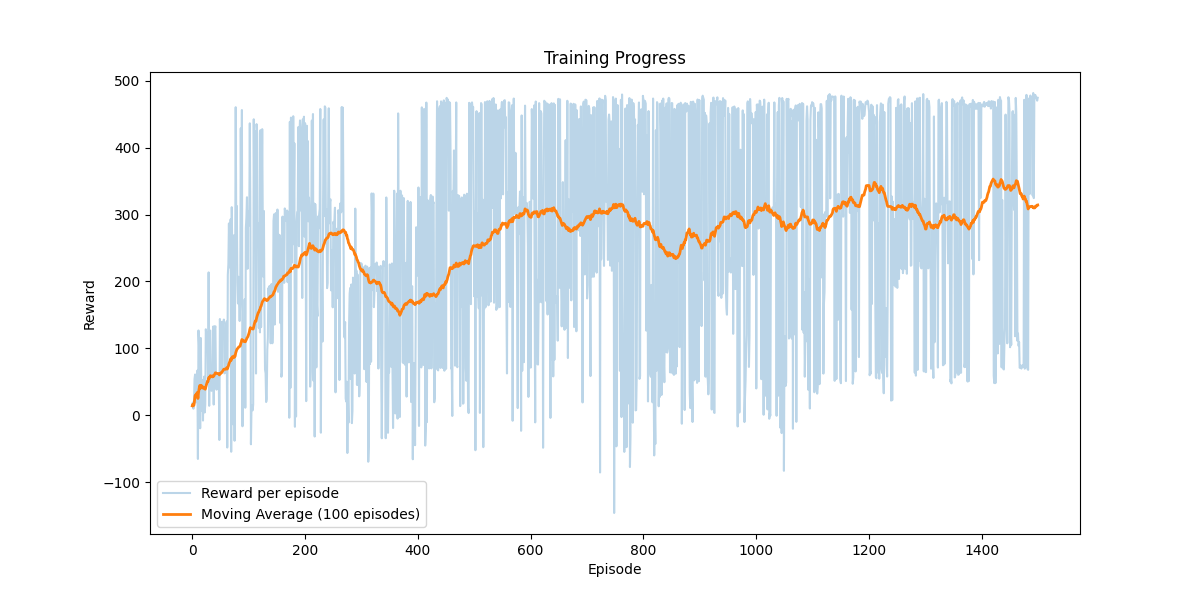 Training Progress
500
400
300
200
100
0
−100
Reward
Reward per episode
Moving Average (100 episodes)
0 200 400 600 800 1000 1200 1400
Episode